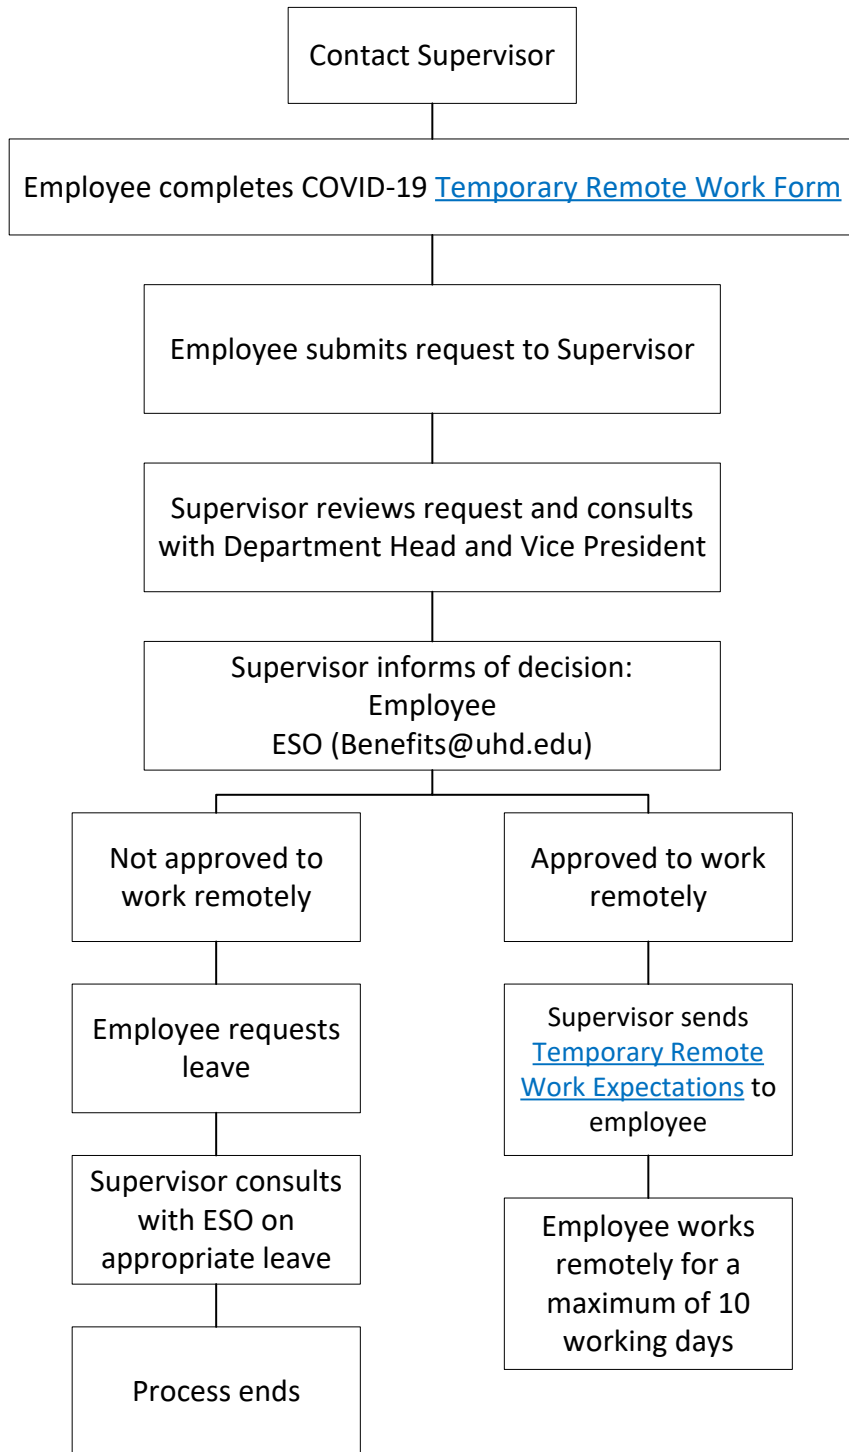 Contact Supervisor
Employee completes COVID-19 Temporary Remote Work Form
Employee submits request to Supervisor
Supervisor reviews request and consults
with Department Head and Vice President
Supervisor informs of decision:
Employee
ESO (Benefits@uhd.edu)
Not approved to
work remotely
Employee requests
leave
Supervisor consults
with ESO on
appropriate leave
Process ends
Approved to work
remotely
Supervisor sends
Temporary Remote
Work Expectations to
employee
Employee works
remotely for a
maximum of 10
working days